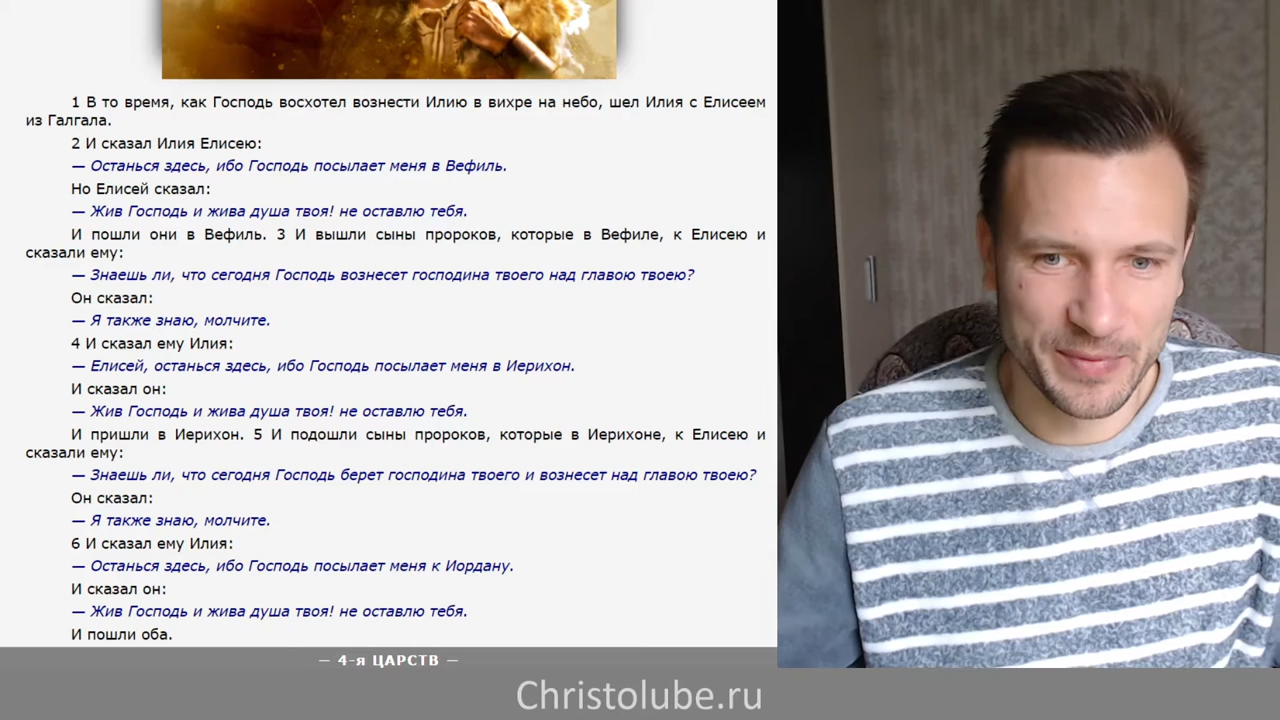 1 В то время, как Господь восхотел вознести Илию в вихре на небо, шел Илия с Елисеем
из Галгала.
2 И сказал Илия Елисею:
— Останься здесь, ибо Господь посылает меня в Вефиль.
Но Елисей сказал:
— Жив Господь и жива душа твоя! не оставлю тебя.
И пошли они в Вефиль. 3 И вышли сыны пророков, которые в Вефиле, к Елисею и
сказали ему:
— Знаешь ли, что сегодня Господь вознесет господина твоего над главою твоею?
Он сказал:
— Я также знаю, молчите.
4 И сказал ему Илия:
— Елисей, останься здесь, ибо Господь посылает меня в Иерихон.
И сказал он:
— Жив Господь и жива душа твоя! не оставлю тебя.
И пришли в Иерихон. 5 И подошли сыны пророков, которые в Иерихоне, к Елисею и
сказали ему:
— Знаешь ли, что сегодня Господь берет господина твоего и вознесет над главою твоею?
Он сказал:
— Я также знаю, молчите.
6 И сказал ему Илия:
— Останься здесь, ибо Господь посылает меня к Иордану.
И сказал он:
— Жив Господь и жива душа твоя! не оставлю тебя.
И пошли оба.
— 4-я ЦАРСТВ —
Christolube.ru